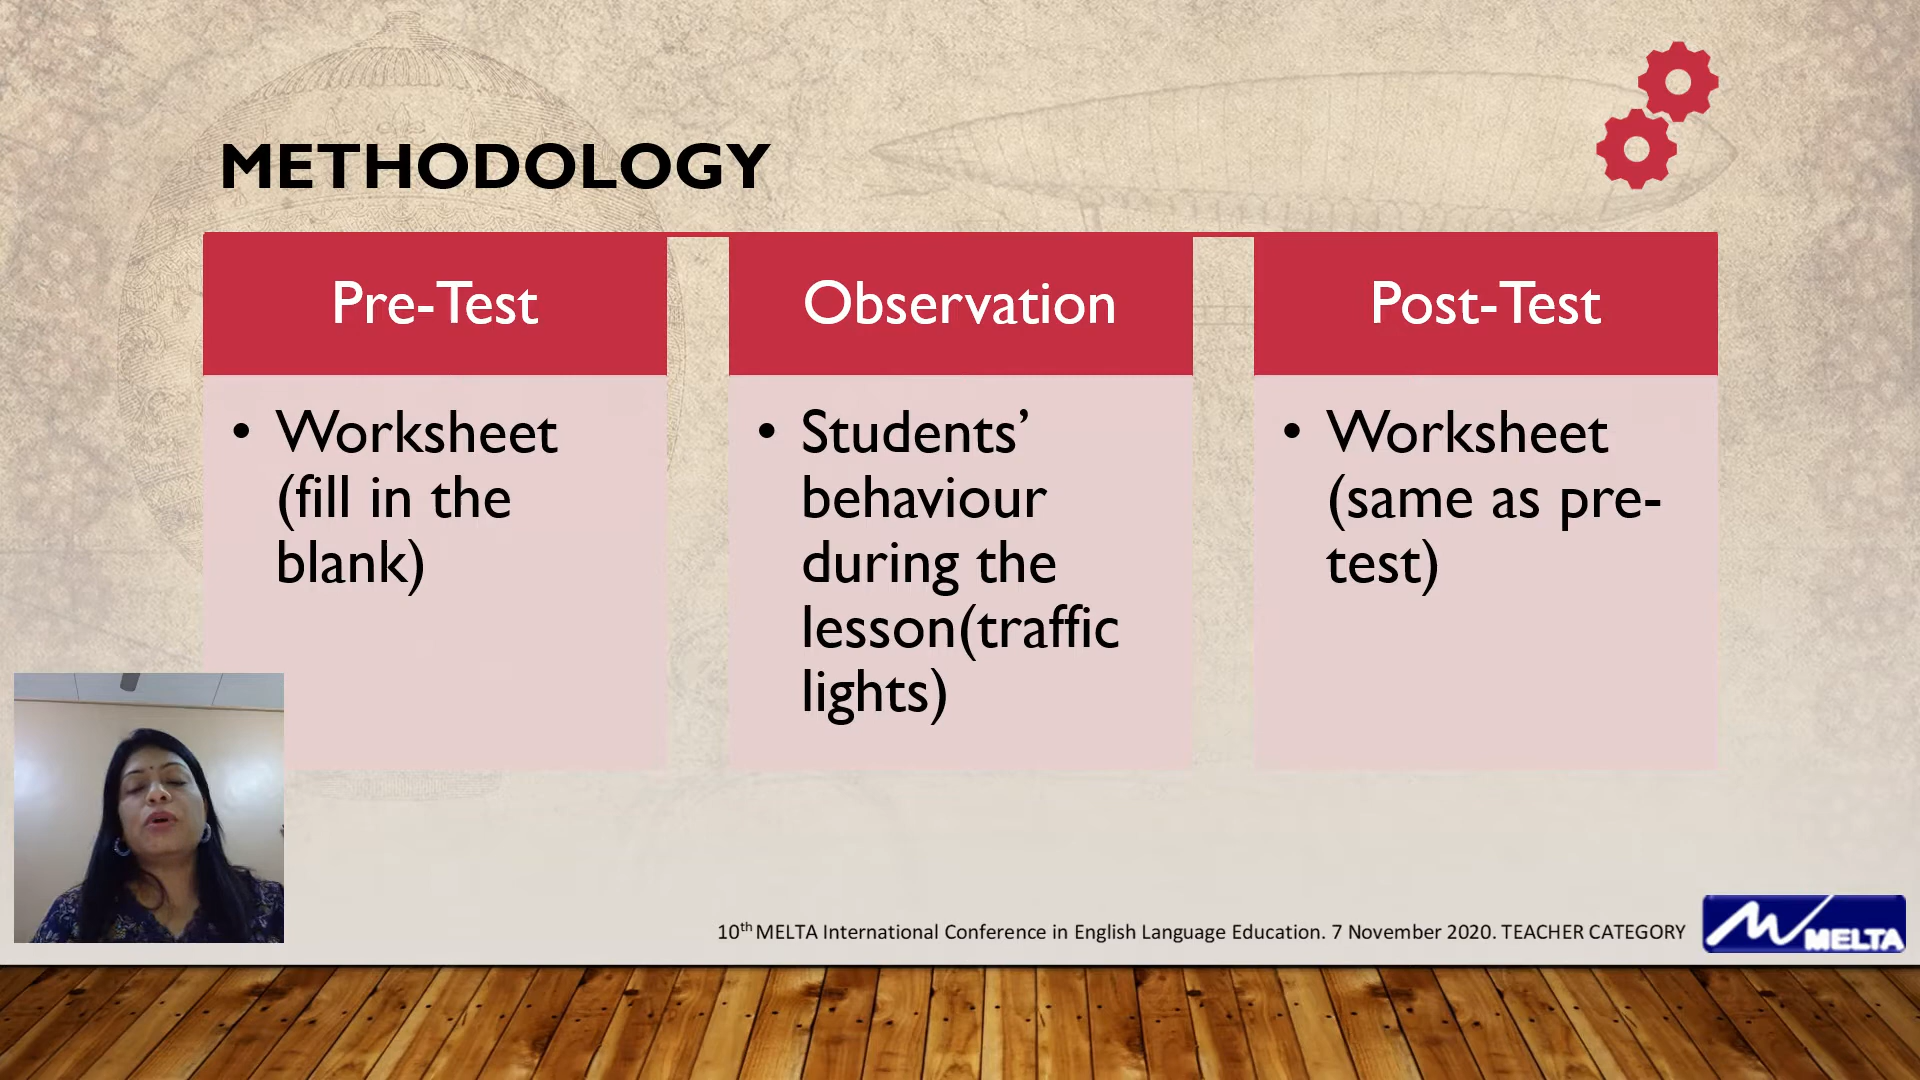 METHODOLOGY
Pre-Test
• Worksheet
(fill in the
blank)
Observation
• Students’
behaviour
during the
lesson(traffic
lights)
Post-Test
• Worksheet
(same as pre-
test)
10th MELTA International Conference in English Language Education. 7 November 2020. TEACHER CATEGORY
MELTA